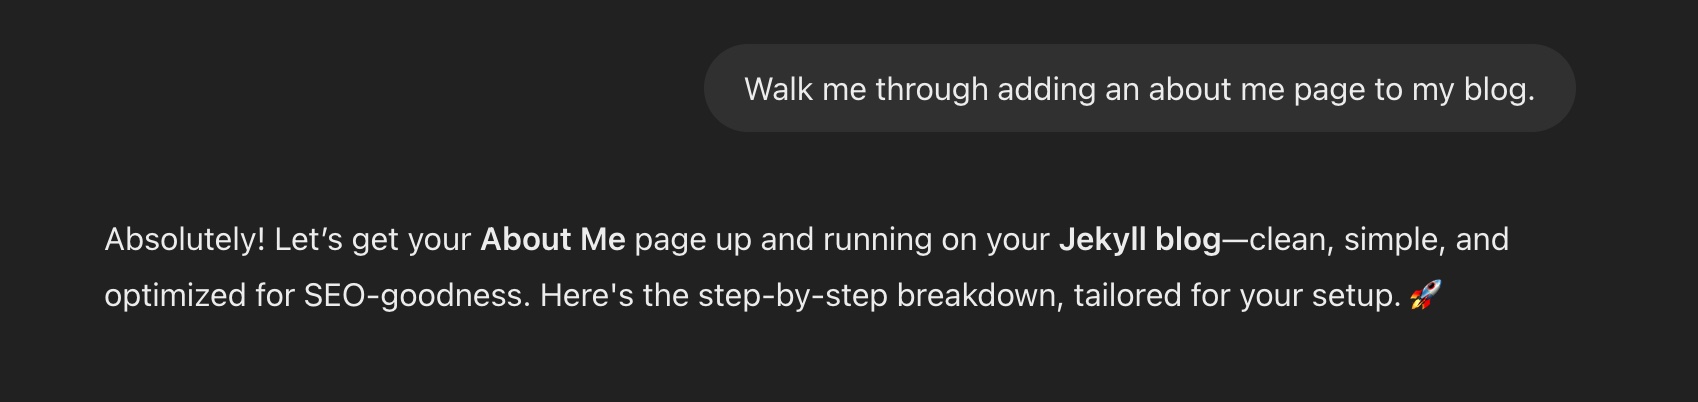 Walk me through adding an about me page to my blog.
Absolutely! Let’s get your About Me page up and running on your Jekyll blog—clean, simple, and
optimized for SEO-goodness. Here's the step-by-step breakdown, tailored for your setup. 🚀